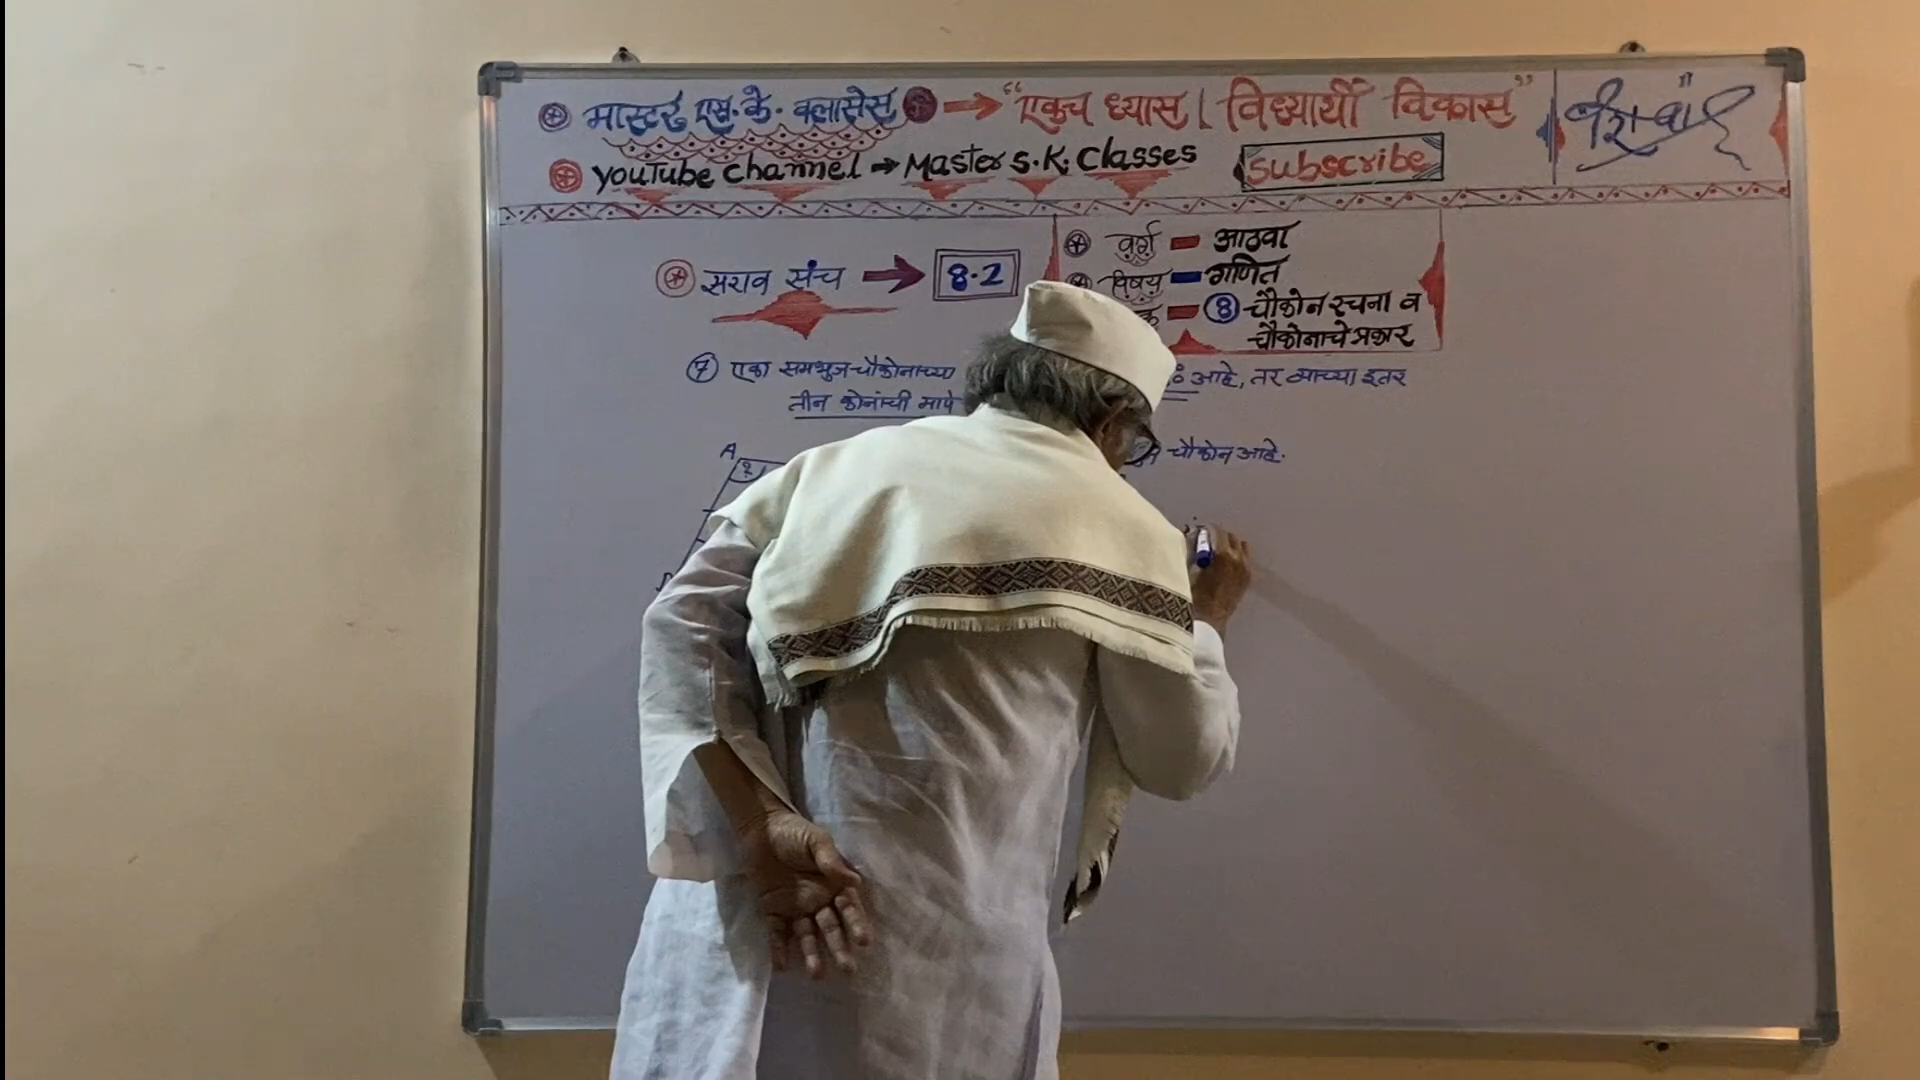 मास्टर एस. के. क्लासेस → "एकच ध्यास । विद्यार्थी विकास"
YouTube channel → Master S. K. Classes Subscribe
सराव संच → 8.2
वर्ग - आठवा
विषय - गणित
- 8 चौकोन रचना व
चौकोनाचे प्रकार
7 एका समभुज चौकोनाच्या आहे, तर त्याच्या इतर
तीन कोनांची मापे
A चौकोन आहे.